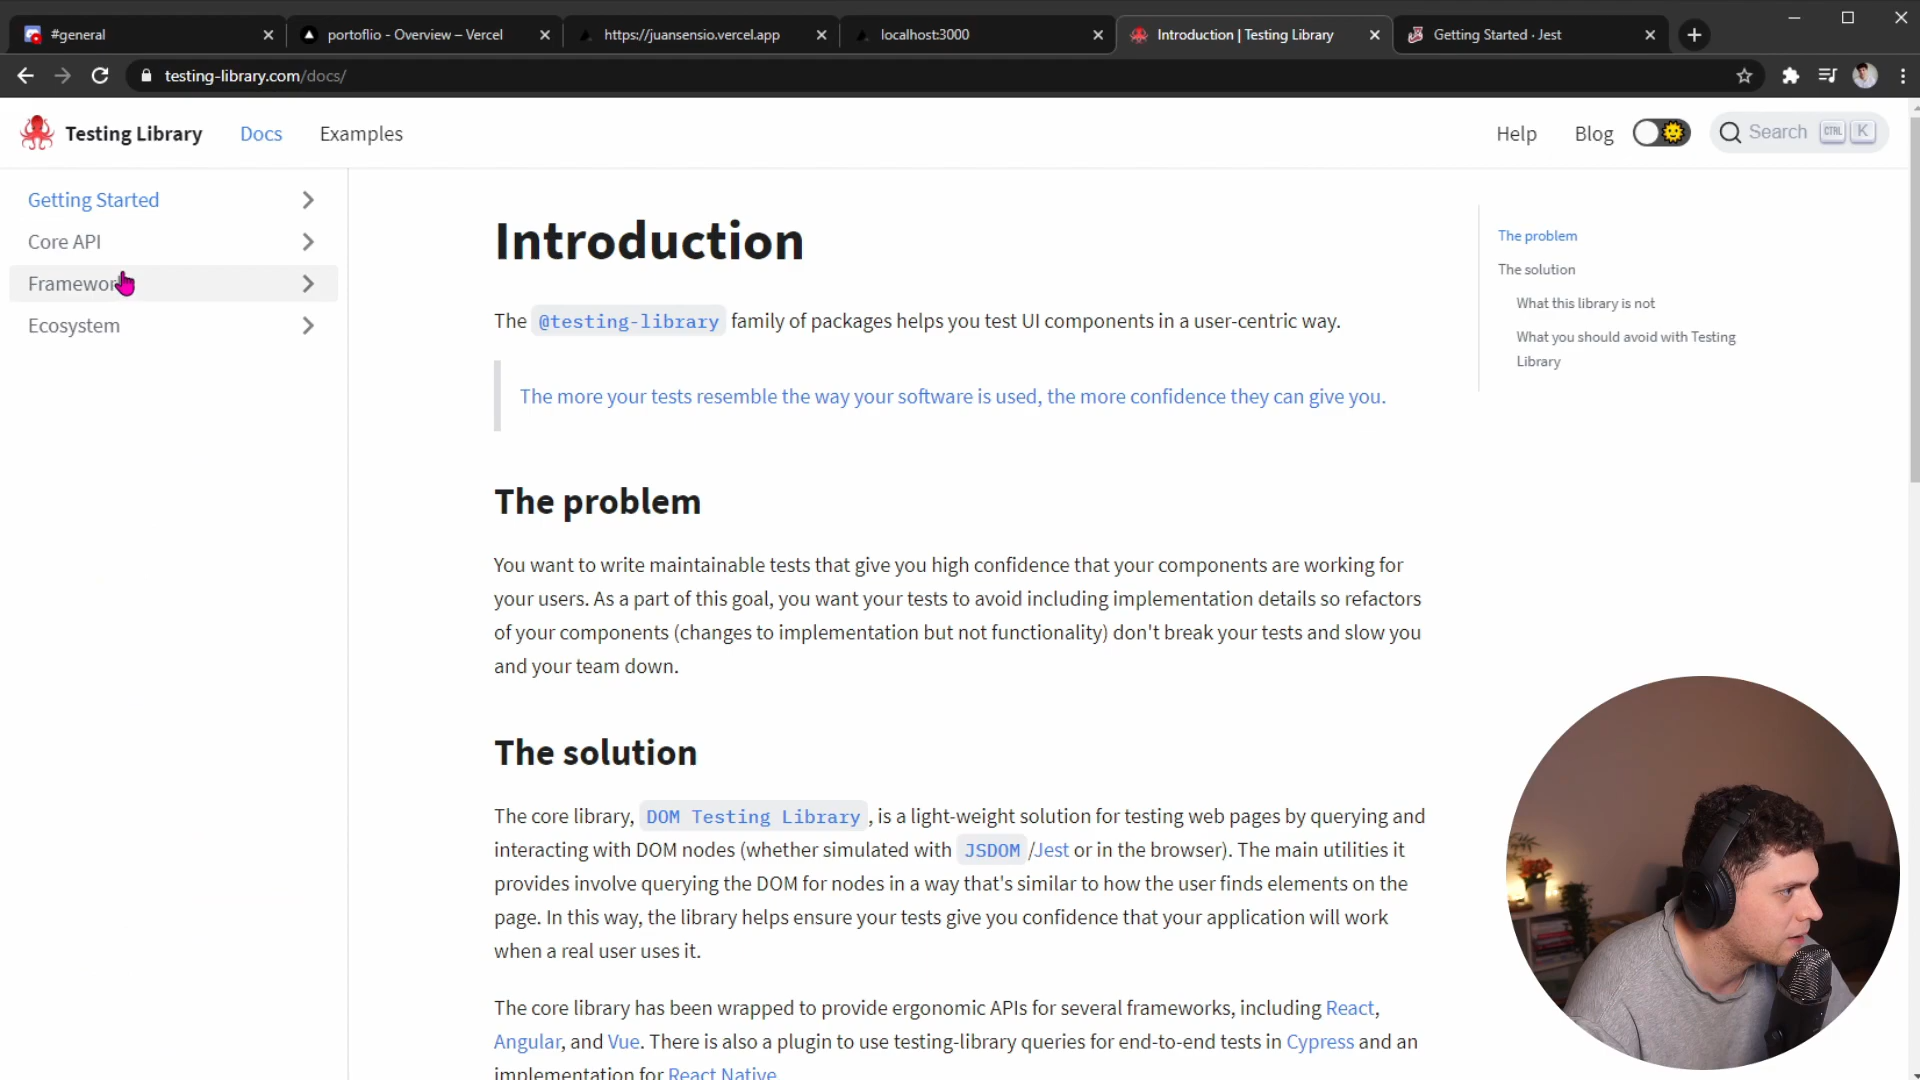 #general
portoflio - Overview – Vercel
https://juansensio.vercel.app
localhost:3000
Introduction | Testing Library
Getting Started · Jest
testing-library.com/docs/
Testing Library
Docs
Examples
Help
Blog
Search
CTRL
K
Getting Started
Core API
Ecosystem
Introduction
The @testing-library family of packages helps you test UI components in a user-centric way.
The more your tests resemble the way your software is used, the more confidence they can give you.
The problem
You want to write maintainable tests that give you high confidence that your components are working for
your users. As a part of this goal, you want your tests to avoid including implementation details so refactors
of your components (changes to implementation but not functionality) don't break your tests and slow you
and your team down.
The solution
The core library, DOM Testing Library, is a light-weight solution for testing web pages by querying and
interacting with DOM nodes (whether simulated with JSDOM/Jest or in the browser). The main utilities it
provides involve querying the DOM for nodes in a way that's similar to how the user finds elements on the
page. In this way, the library helps ensure your tests give you confidence that your application will work
when a real user uses it.
The core library has been wrapped to provide ergonomic APIs for several frameworks, including React,
Angular, and Vue. There is also a plugin to use testing-library queries for end-to-end tests in Cypress and an
implementation for React Native.
The problem
The solution
What this library is not
What you should avoid with Testing
Library